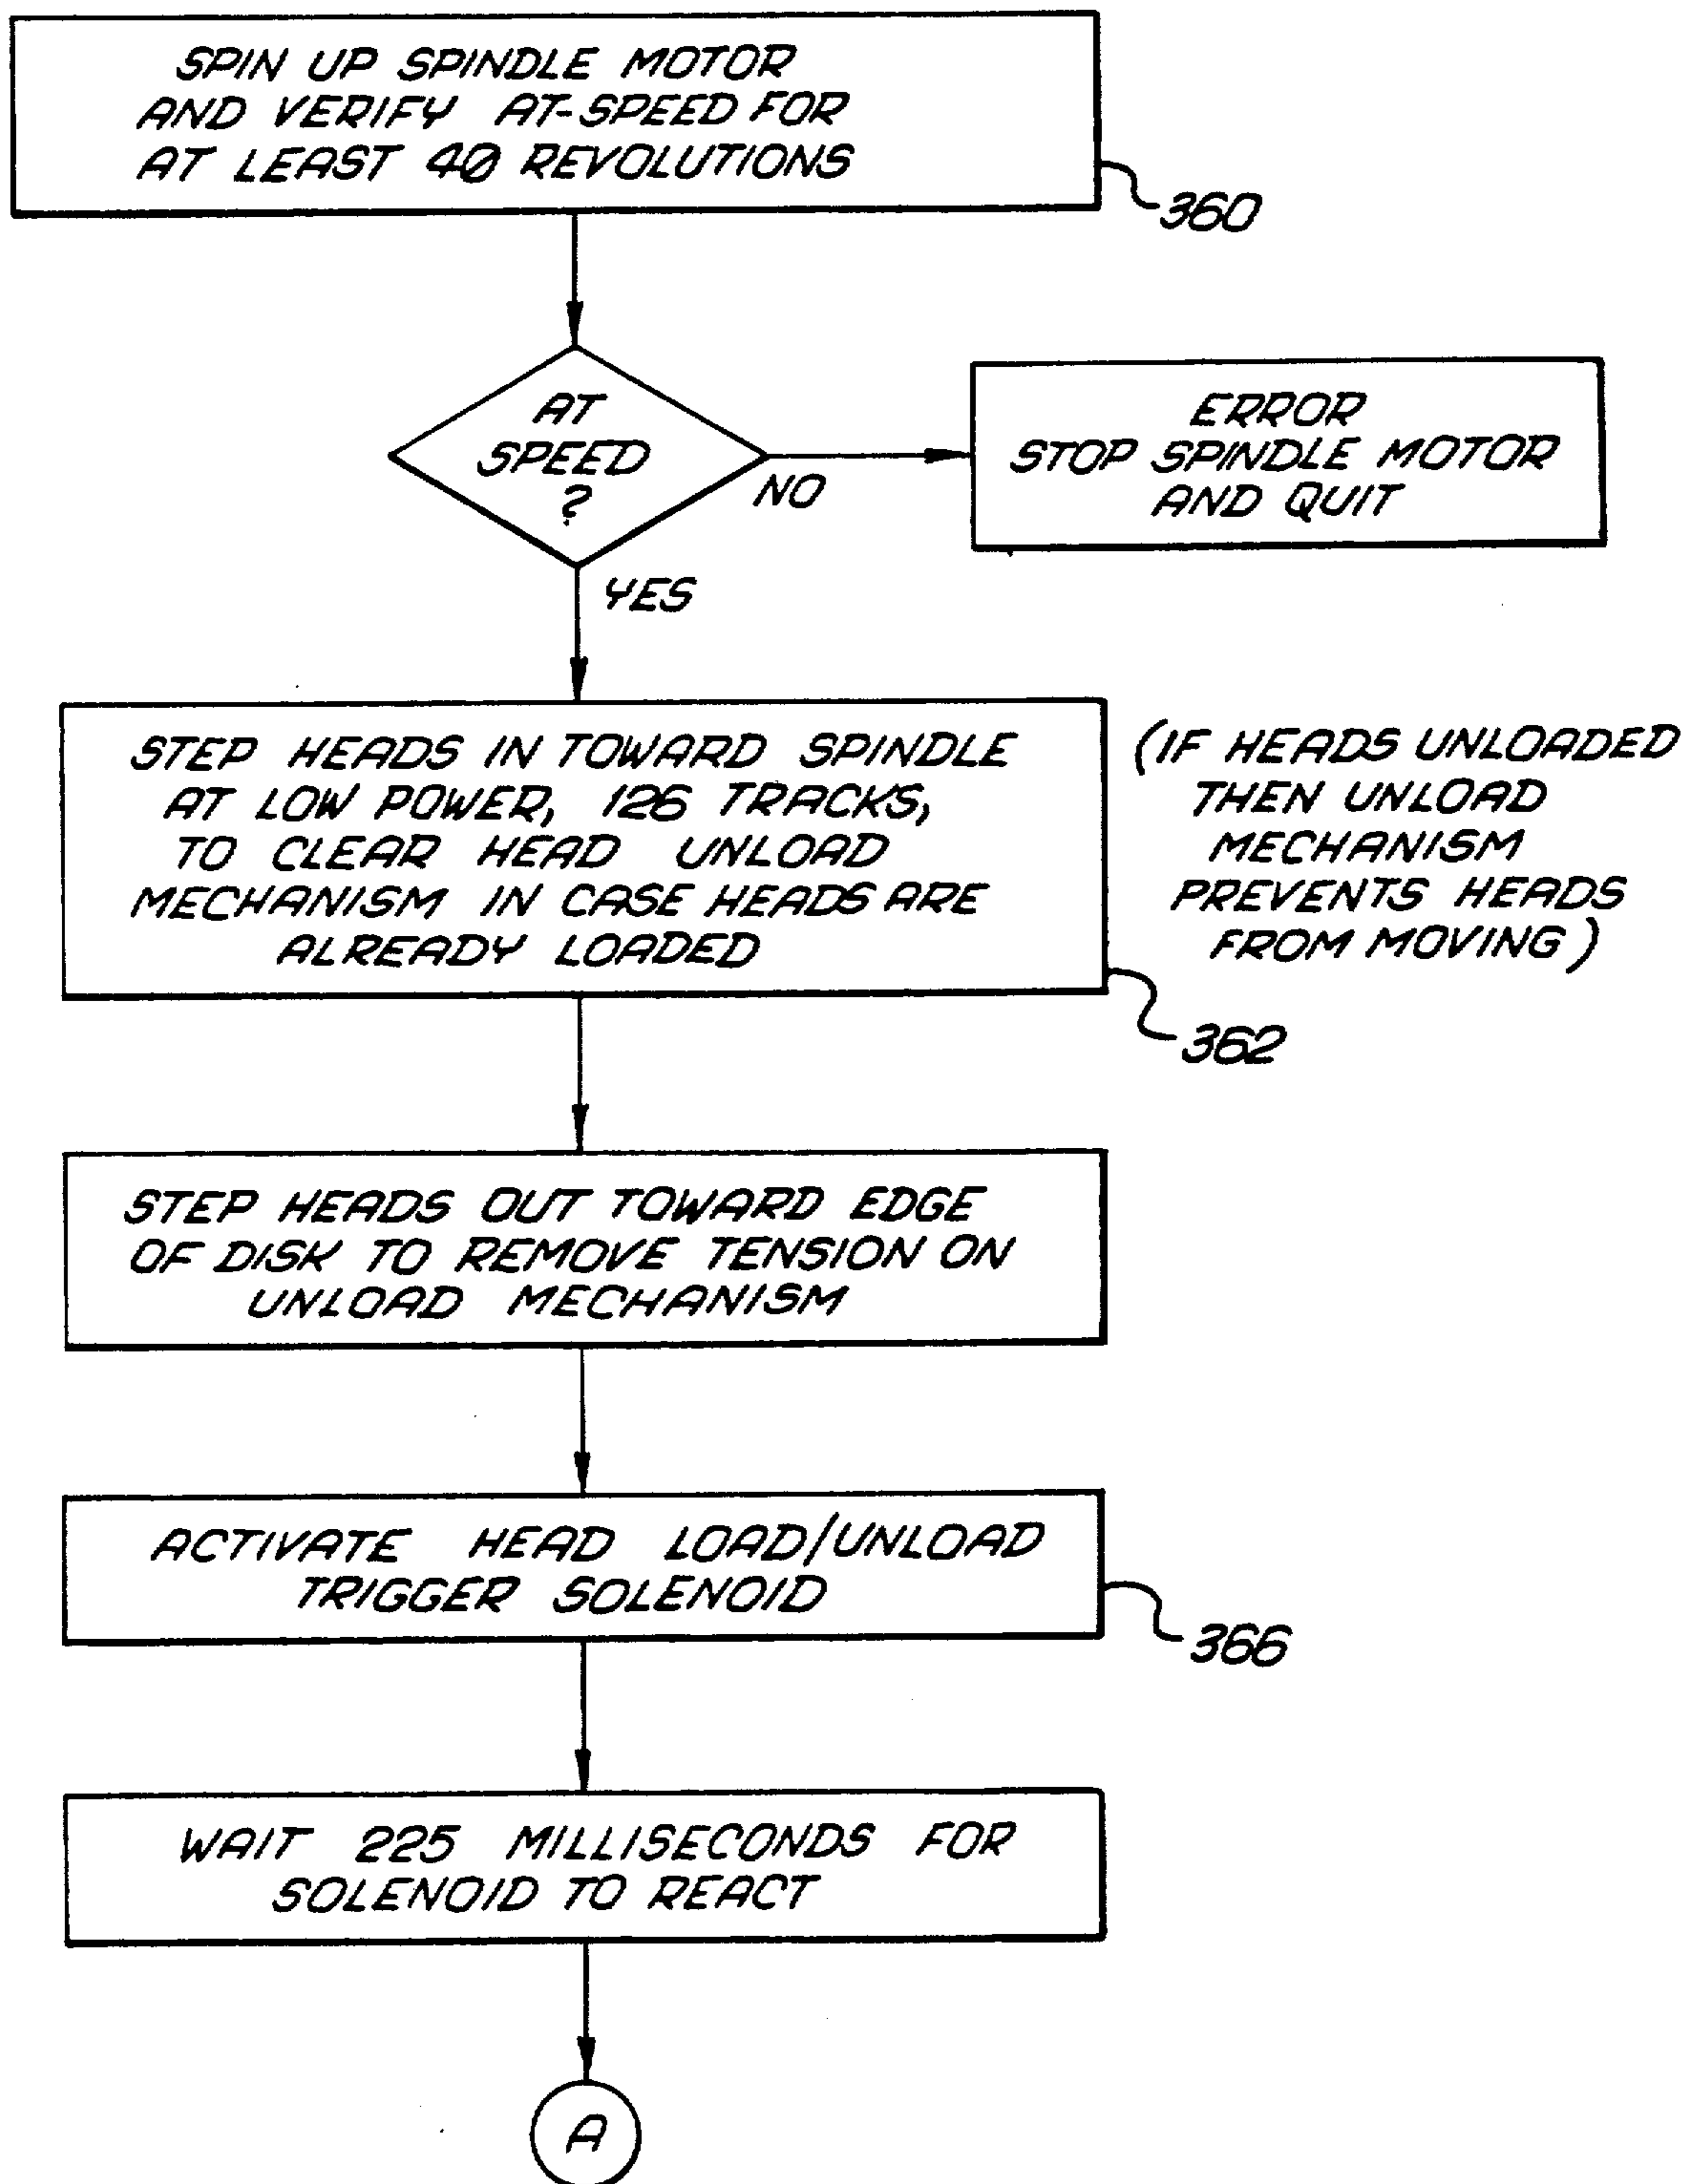 SPIN UP SPINDLE MOTOR
AND VERIFY AT-SPEED FOR
AT LEAST 40 REVOLUTIONS
360
AT
SPEED
?
NO
ERROR
STOP SPINDLE MOTOR
AND QUIT
YES
STEP HEADS IN TOWARD SPINDLE
AT LOW POWER, 126 TRACKS,
TO CLEAR HEAD UNLOAD
MECHANISM IN CASE HEADS ARE
ALREADY LOADED
(IF HEADS UNLOADED
THEN UNLOAD
MECHANISM
PREVENTS HEADS
FROM MOVING)
362
STEP HEADS OUT TOWARD EDGE
OF DISK TO REMOVE TENSION ON
UNLOAD MECHANISM
ACTIVATE HEAD LOAD/UNLOAD
TRIGGER SOLENOID
366
WAIT 225 MILLISECONDS FOR
SOLENOID TO REACT
A